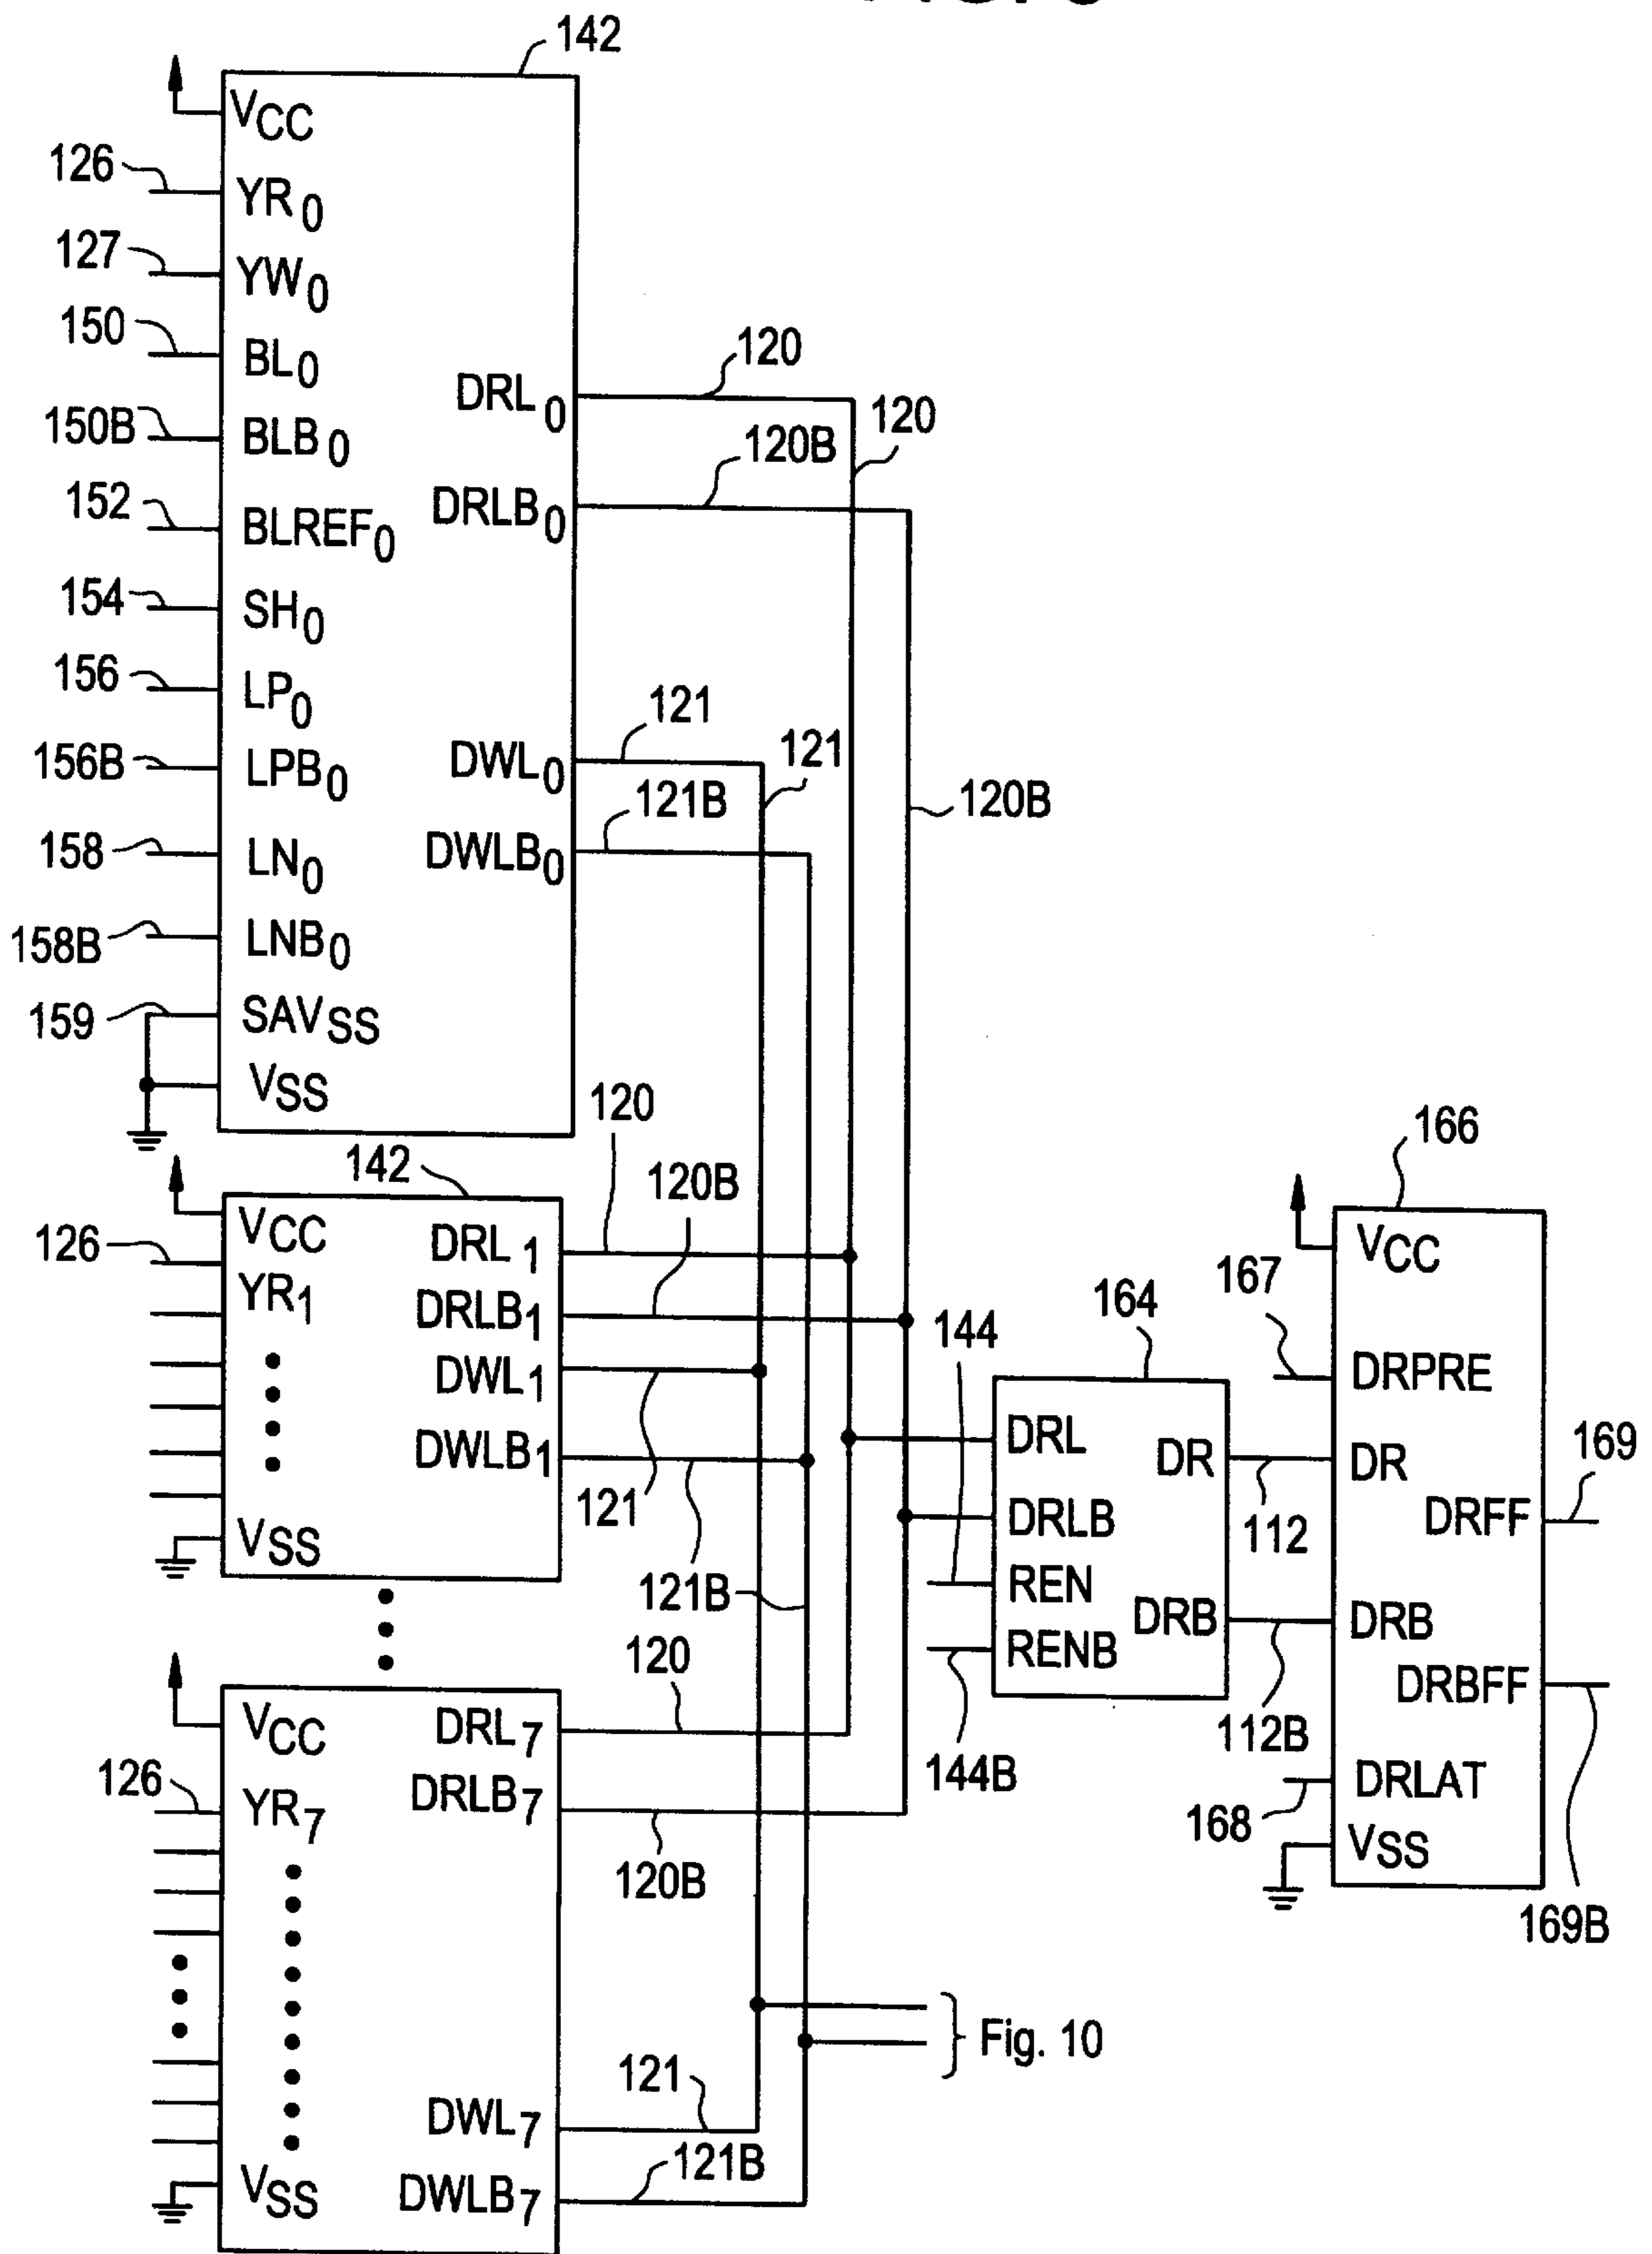 142
VCC
126
YR0
127
YW0
150
BL0
150B
BLB0
152
BLREF0
154
SH0
156
LP0
156B
LPB0
158
LN0
158B
LNB0
159
SAVSS
VSS
DRL0
120
120
DRLB0
120B
120B
DWL0
121
121
DWLB0
121B
142
VCC
126
YR1
VSS
DRL1
120
DRLB1
120B
DWL1
121
DWLB1
121B
VCC
126
YR7
VSS
DRL7
120
DRLB7
120B
DWL7
121
DWLB7
121B
Fig. 10
164
144
DRL
DRLB
REN
RENB
144B
DR
112
DRB
112B
166
VCC
167
DRPRE
DR
DRB
DRLAT
168
VSS
DRFF
169
DRBFF
169B